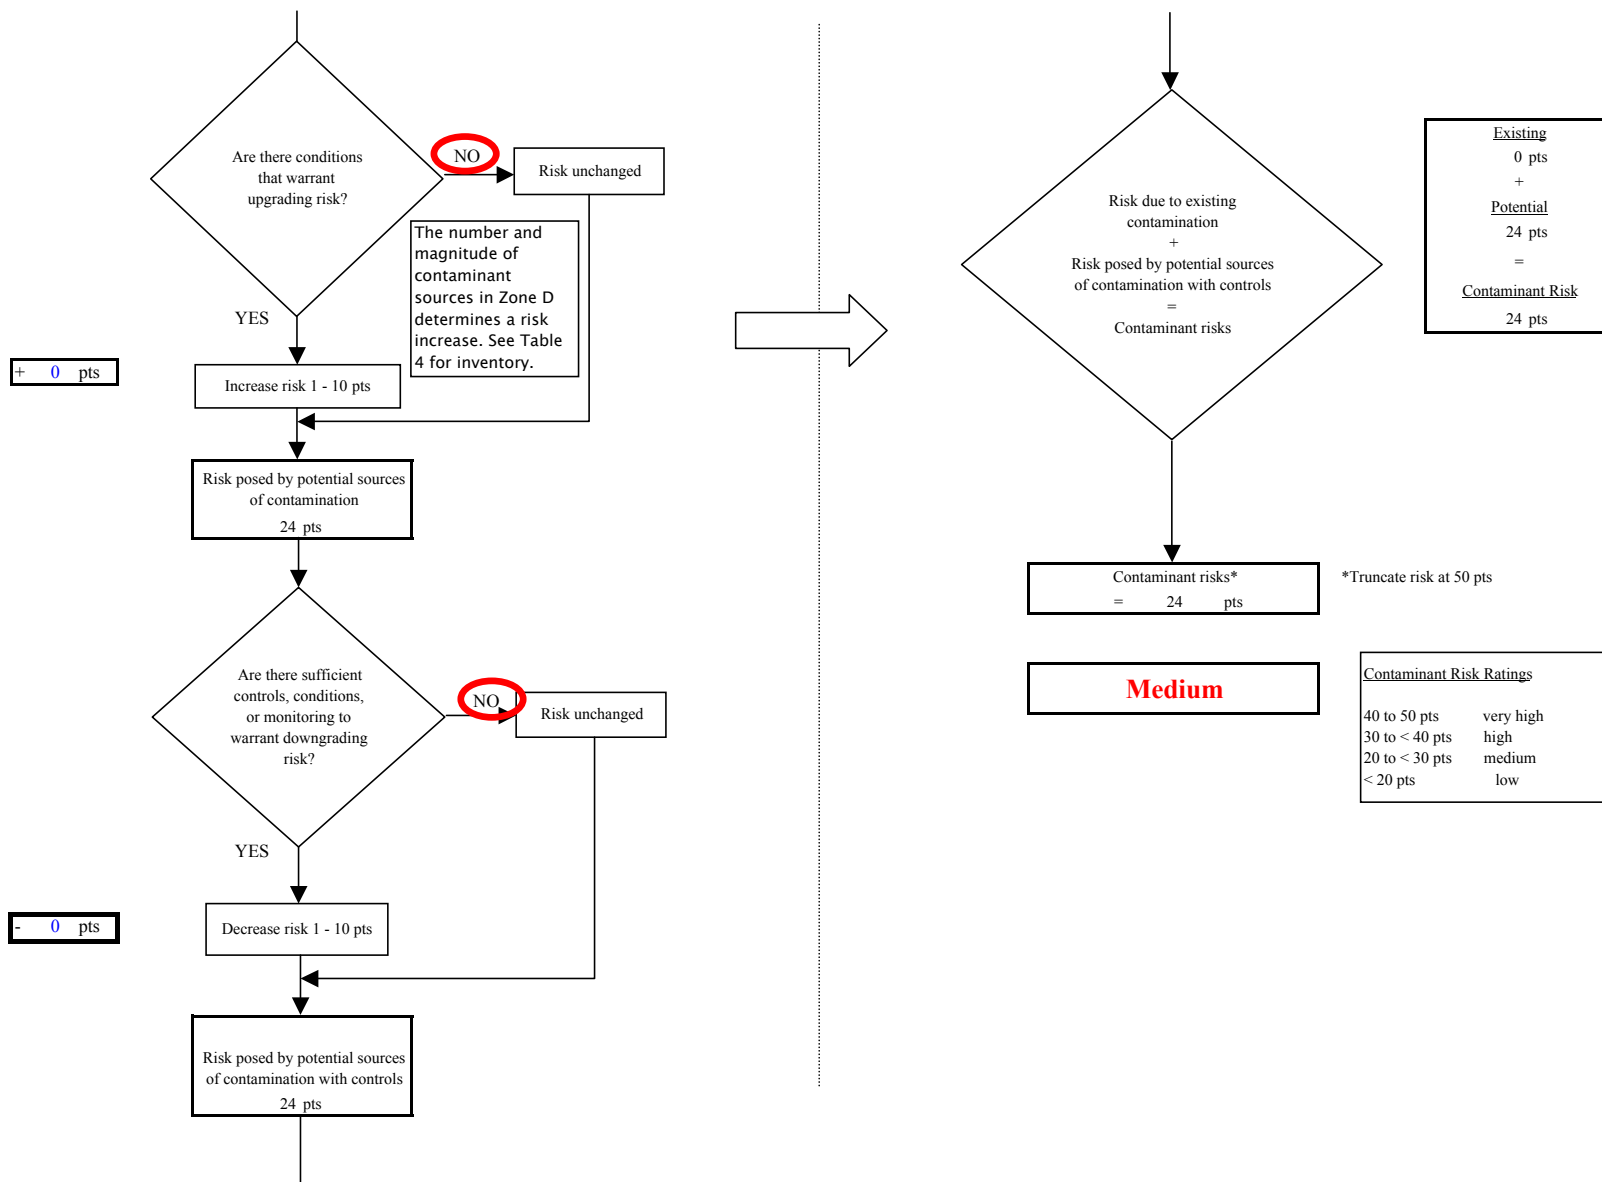 Are there conditions
that warrant
upgrading risk?
NO
Risk unchanged
The number and
magnitude of
contaminant
sources in Zone D
determines a risk
increase. See Table
4 for inventory.
YES
+ 0 pts
Increase risk 1 - 10 pts
Risk posed by potential sources
of contamination
24 pts
Are there sufficient
controls, conditions,
or monitoring to
warrant downgrading
risk?
NO
Risk unchanged
YES
- 0 pts
Decrease risk 1 - 10 pts
Risk posed by potential sources
of contamination with controls
24 pts
Risk due to existing
contamination
+
Risk posed by potential sources
of contamination with controls
=
Contaminant risks
Existing
0 pts
+
Potential
24 pts
=
Contaminant Risk
24 pts
Contaminant risks*
= 24 pts
*Truncate risk at 50 pts
Medium
Contaminant Risk Ratings
40 to 50 pts very high
30 to < 40 pts high
20 to < 30 pts medium
< 20 pts low